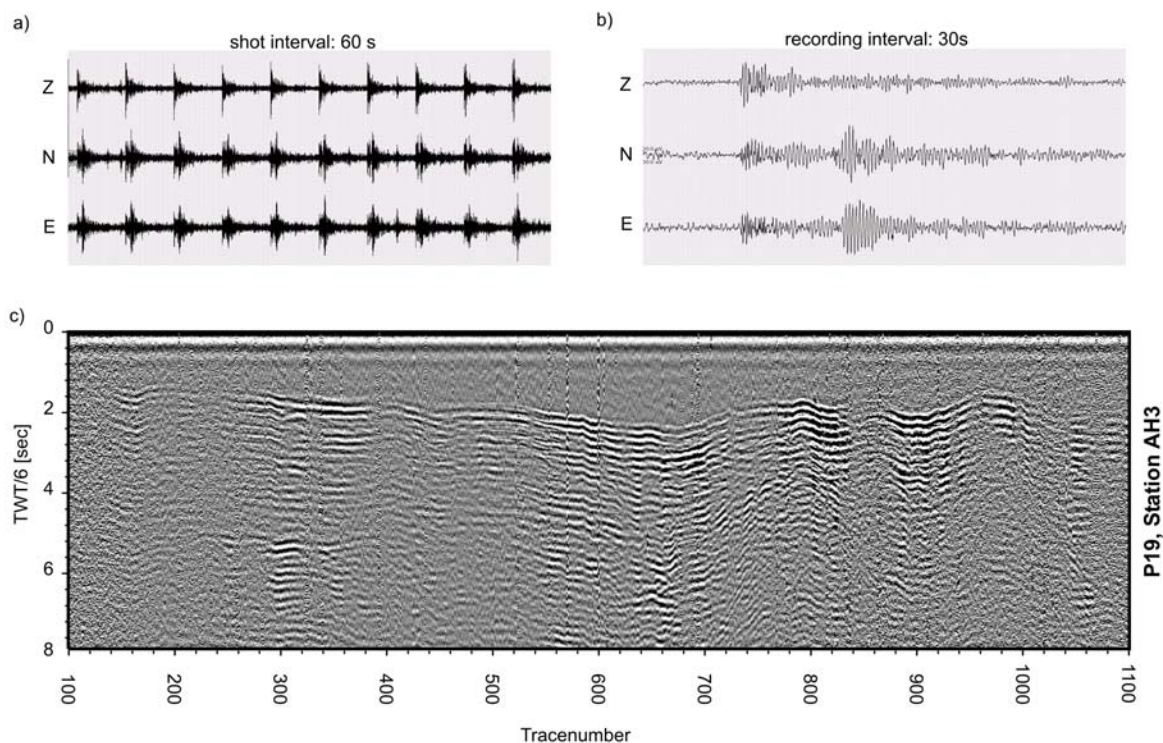 a)
shot interval: 60 s
Z
N
E
b)
recording interval: 30s
Z
N
E
c)
0
2
4
6
8
TWT/6 [sec]
100
200
300
400
500
600
700
800
900
1000
1100
Tracenumber
P19, Station AH3